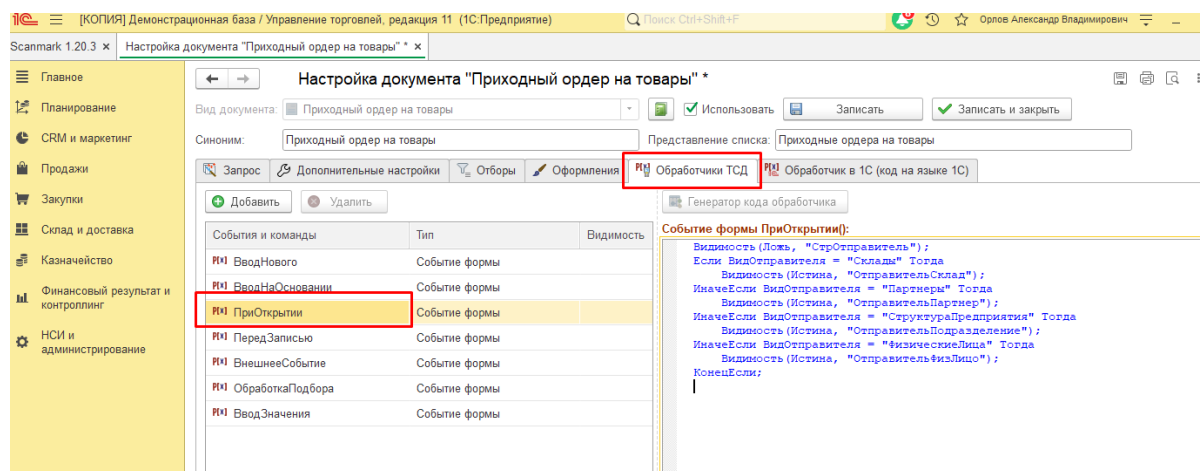 1С [КОПИЯ] Демонстрационная база / Управление торговлей, редакция 11 (1С:Предприятие) Поиск Ctrl+Shift+F Орлов Александр Владимирович
Scanmark 1.20.3 × Настройка документа "Приходный ордер на товары" * ×
Главное
Планирование
CRM и маркетинг
Продажи
Закупки
Склад и доставка
Казначейство
Финансовый результат и
контроллинг
НСИ и
администрирование
Настройка документа "Приходный ордер на товары" *
Вид документа: Приходный ордер на товары Использовать Записать Записать и закрыть
Синоним: Приходный ордер на товары Представление списка: Приходные ордера на товары
Запрос Дополнительные настройки Отборы Оформления P[x] Обработчики ТСД P[x] Обработчик в 1С (код на языке 1С)
Добавить Удалить Генератор кода обработчика
События и команды Тип Видимость
P[x] ВводНового Событие формы
P[x] ВводНаОсновании Событие формы
P[x] ПриОткрытии Событие формы
P[x] ПередЗаписью Событие формы
P[x] ВнешнееСобытие Событие формы
P[x] ОбработкаПодбора Событие формы
P[x] ВводЗначения Событие формы
Событие формы ПриОткрытии():
Видимость(Ложь, "СтрОтправитель");
Если ВидОтправителя = "Склады" Тогда
Видимость(Истина, "ОтправительСклад");
ИначеЕсли ВидОтправителя = "Партнеры" Тогда
Видимость(Истина, "ОтправительПартнер");
ИначеЕсли ВидОтправителя = "СтруктураПредприятия" Тогда
Видимость(Истина, "ОтправительПодразделение");
ИначеЕсли ВидОтправителя = "ФизическиеЛица" Тогда
Видимость(Истина, "ОтправительФизЛицо");
КонецЕсли;